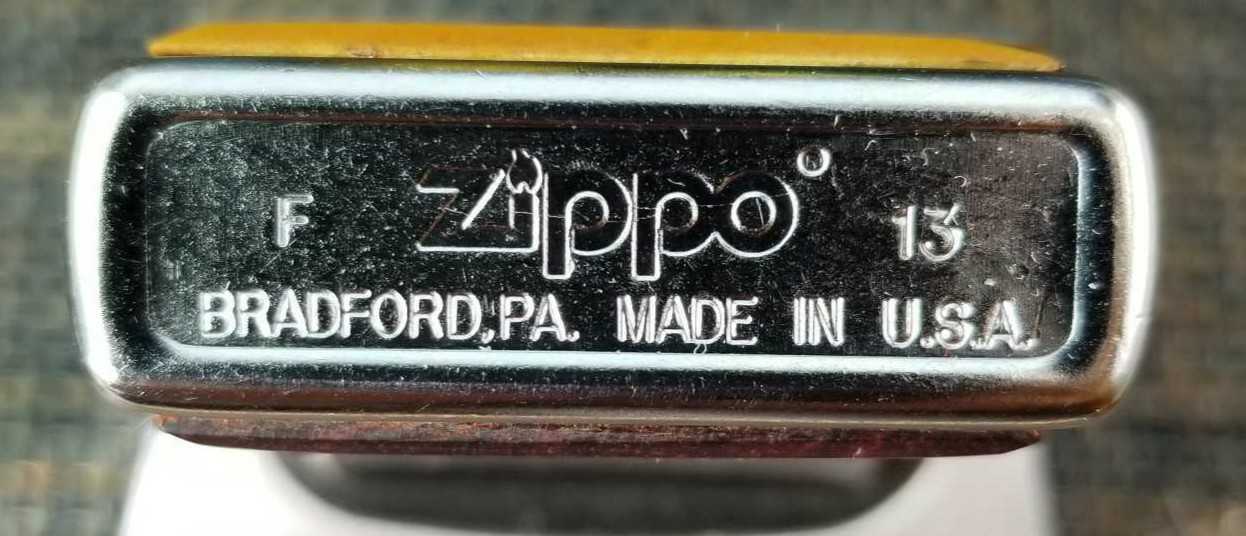 F Zippo ® 13
BRADFORD,PA. MADE IN U.S.A.